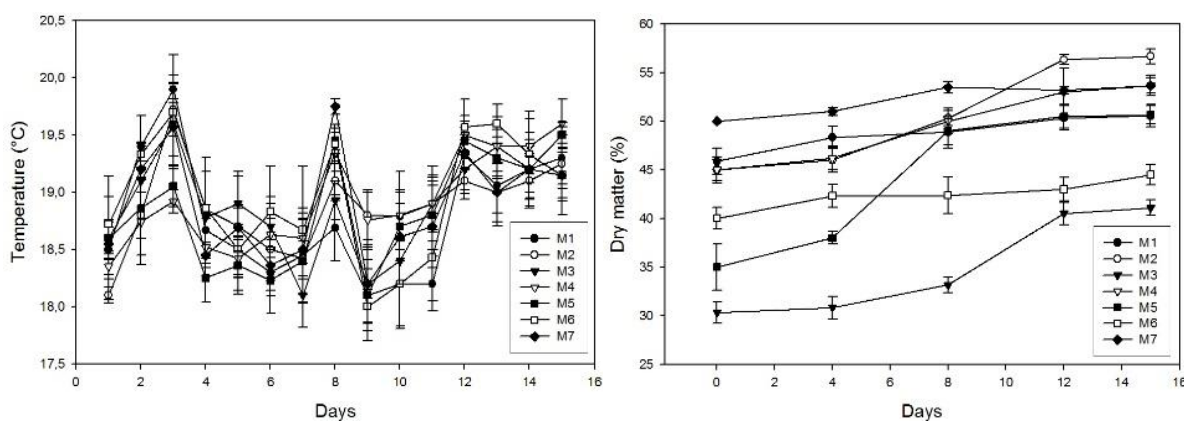 Temperature (°C)
20,5
20,0
19,5
19,0
18,5
18,0
17,5
0
2
4
6
8
10
12
14
16
Days
M1
M2
M3
M4
M5
M6
M7
Dry matter (%)
60
55
50
45
40
35
30
25
0
2
4
6
8
10
12
14
16
Days
M1
M2
M3
M4
M5
M6
M7